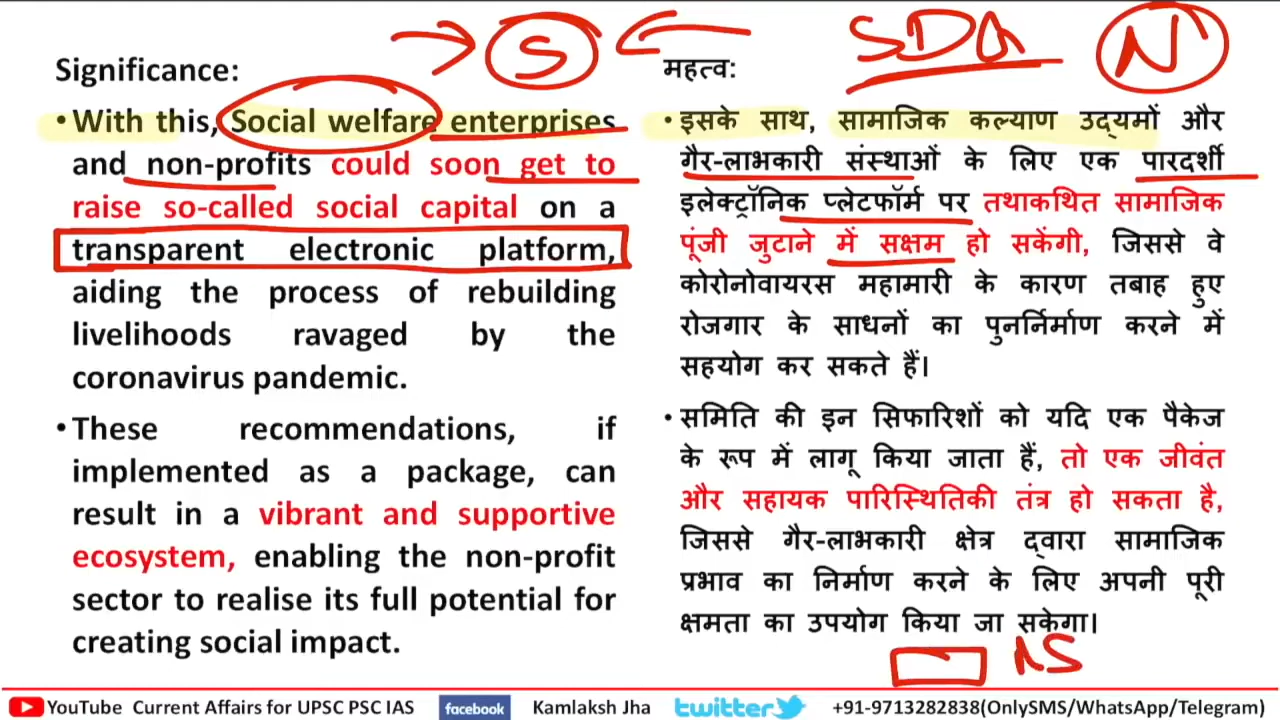 S
SDA
N
Significance:
• With this, Social welfare enterprises
and non-profits could soon get to
raise so-called social capital on a
transparent electronic platform,
aiding the process of rebuilding
livelihoods ravaged by the
coronavirus pandemic.
• These recommendations, if
implemented as a package, can
result in a vibrant and supportive
ecosystem, enabling the non-profit
sector to realise its full potential for
creating social impact.
महत्व:
• इसके साथ, सामाजिक कल्याण उद्यमों और
गैर-लाभकारी संस्थाओं के लिए एक पारदर्शी
इलेक्ट्रॉनिक प्लेटफॉर्म पर तथाकथित सामाजिक
पूंजी जुटाने में सक्षम हो सकेंगी, जिससे वे
कोरोनोवायरस महामारी के कारण तबाह हुए
रोजगार के साधनों का पुनर्निर्माण करने में
सहयोग कर सकते हैं।
• समिति की इन सिफारिशों को यदि एक पैकेज
के रूप में लागू किया जाता हैं, तो एक जीवंत
और सहायक पारिस्थितिकी तंत्र हो सकता है,
जिससे गैर-लाभकारी क्षेत्र द्वारा सामाजिक
प्रभाव का निर्माण करने के लिए अपनी पूरी
क्षमता का उपयोग किया जा सकेगा।
YouTube Current Affairs for UPSC PSC IAS facebook Kamlaksh Jha twitter +91-9713282838(OnlySMS/WhatsApp/Telegram)